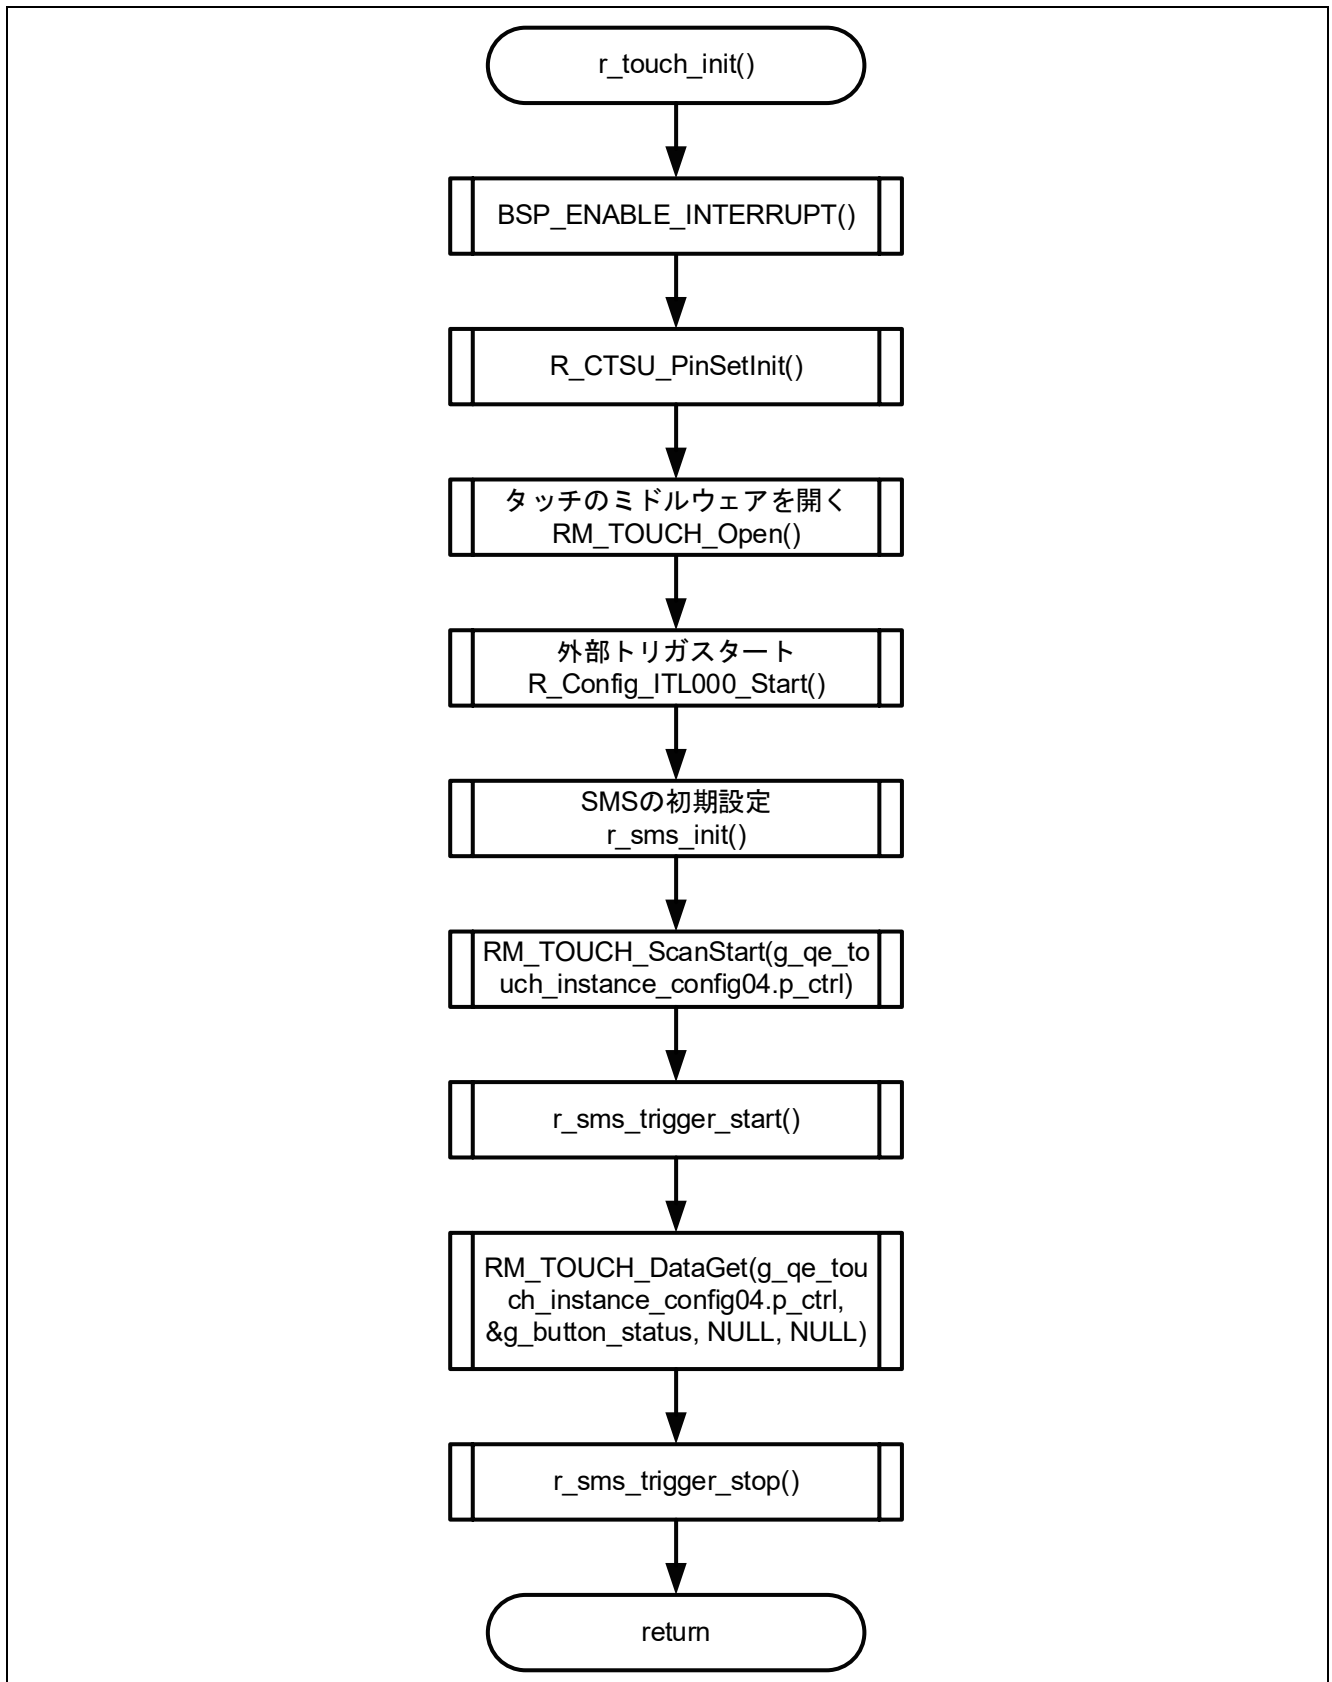 r_touch_init()
BSP_ENABLE_INTERRUPT()
R_CTSU_PinSetInit()
タッチのミドルウェアを開く
RM_TOUCH_Open()
外部トリガスタート
R_Config_ITL000_Start()
SMSの初期設定
r_sms_init()
RM_TOUCH_ScanStart(g_qe_to
uch_instance_config04.p_ctrl)
r_sms_trigger_start()
RM_TOUCH_DataGet(g_qe_tou
ch_instance_config04.p_ctrl,
&g_button_status, NULL, NULL)
r_sms_trigger_stop()
return